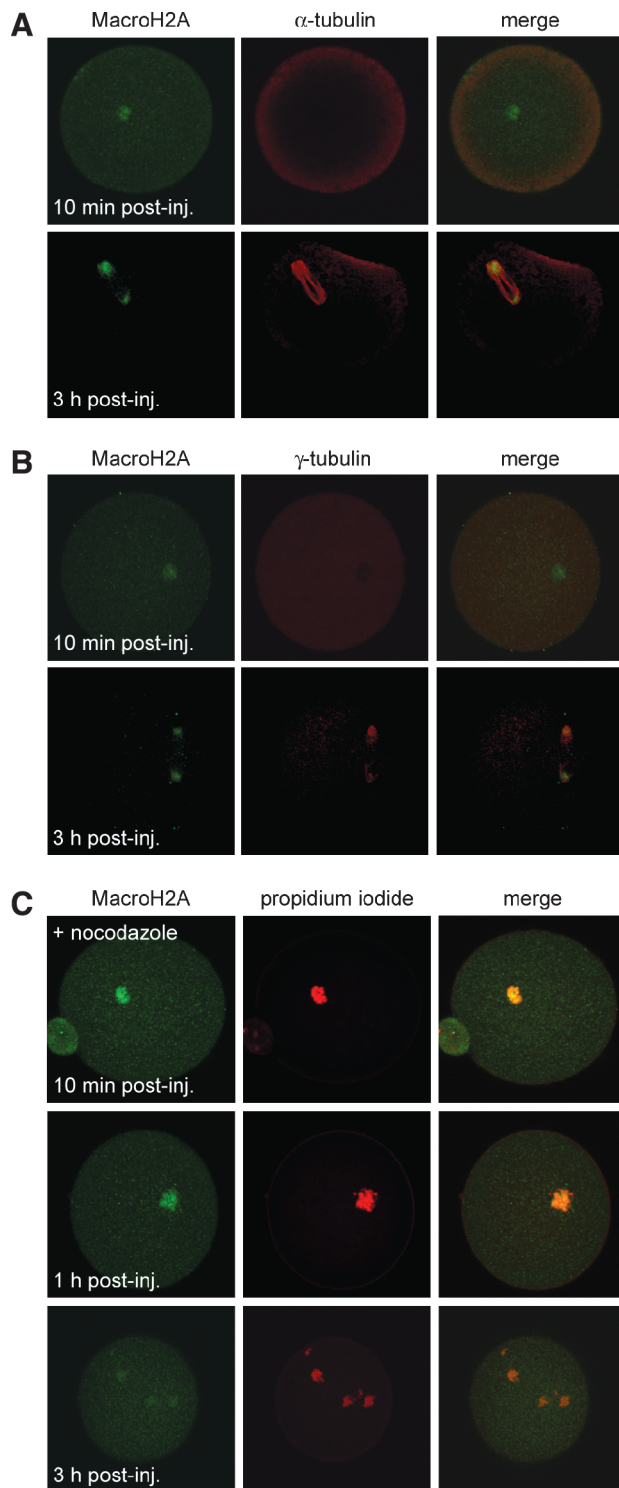 A
MacroH2A α-tubulin merge
10 min post-inj.
3 h post-inj.
B
MacroH2A γ-tubulin merge
10 min post-inj.
3 h post-inj.
C
MacroH2A propidium iodide merge
+ nocodazole
10 min post-inj.
1 h post-inj.
3 h post-inj.